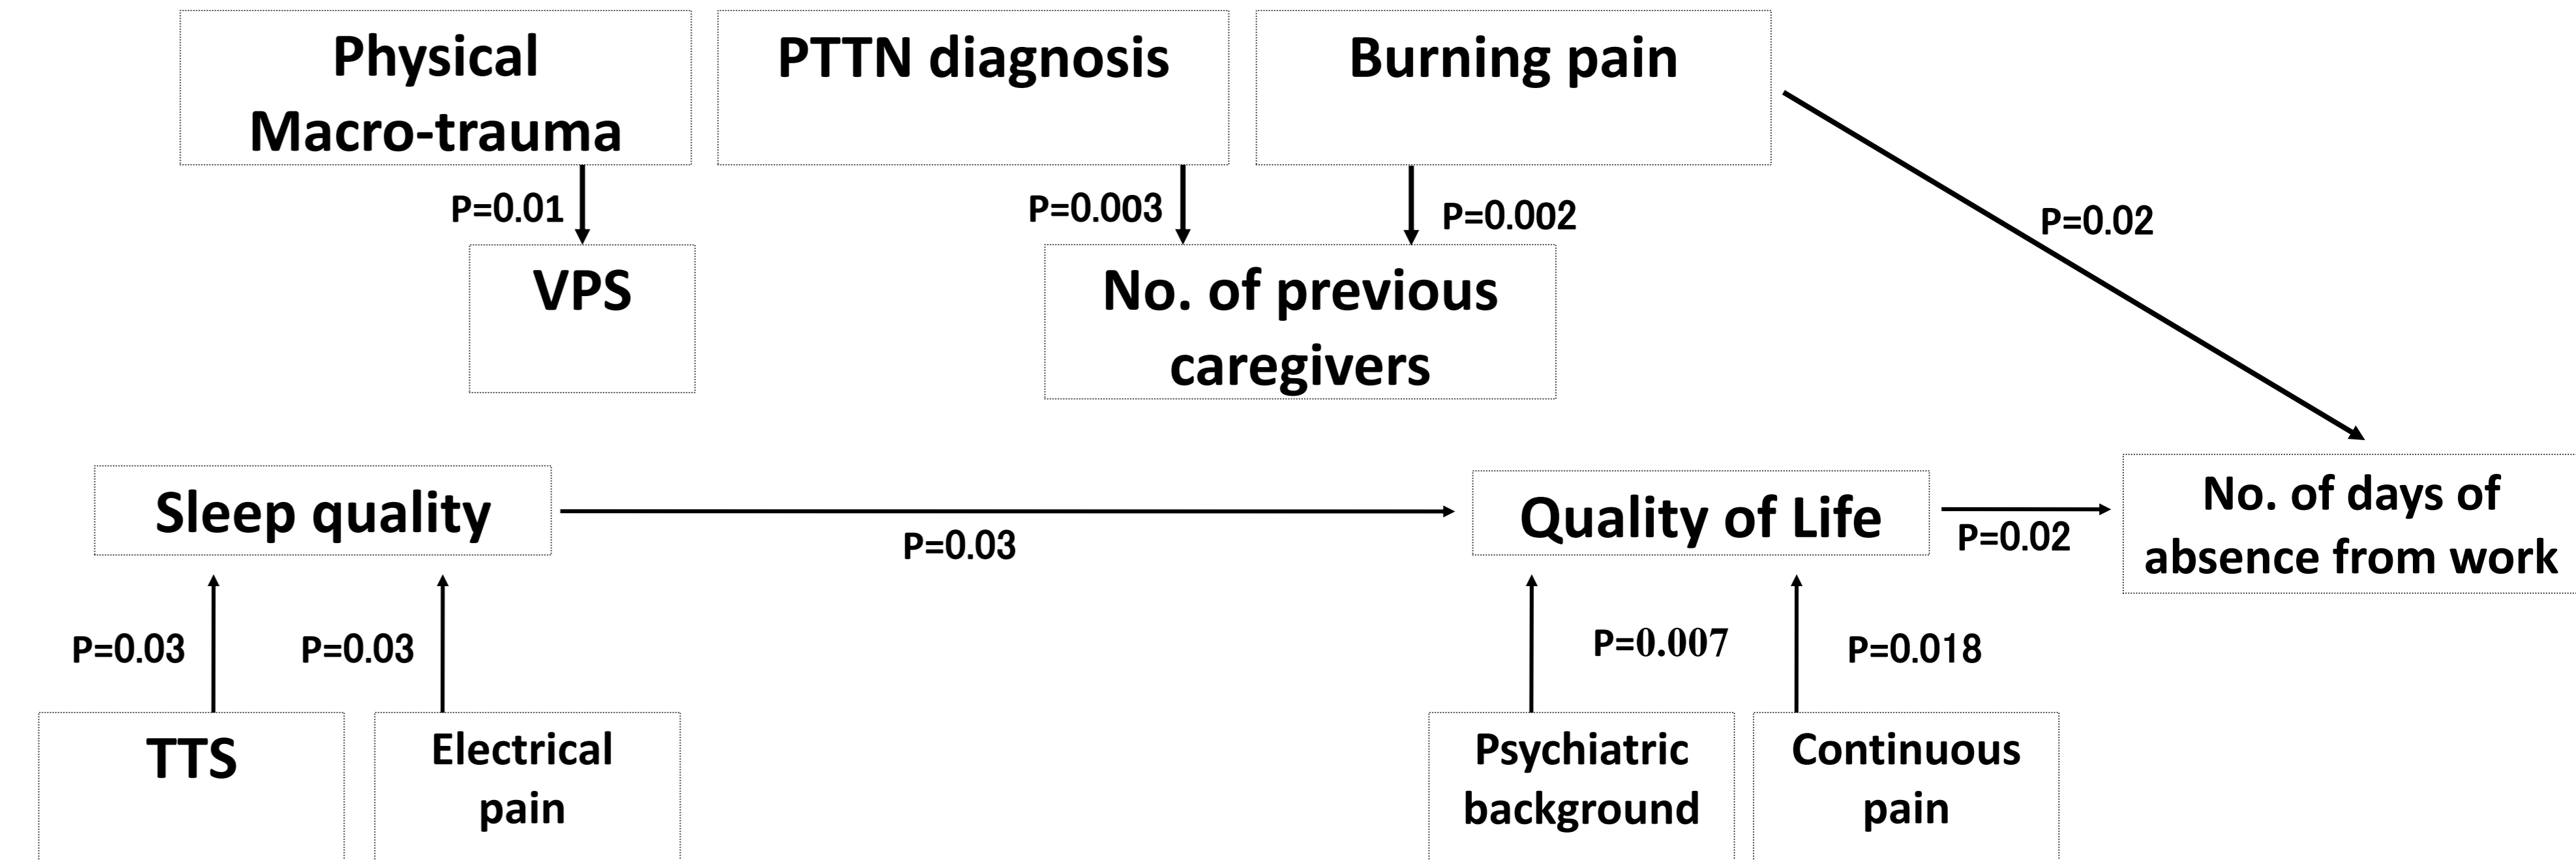 Physical
Macro-trauma
PTTN diagnosis
Burning pain
P=0.01
P=0.003
P=0.002
P=0.02
VPS
No. of previous
caregivers
Sleep quality
P=0.03
Quality of Life
P=0.02
No. of days of
absence from work
P=0.03
P=0.03
P=0.007
P=0.018
TTS
Electrical
pain
Psychiatric
background
Continuous
pain